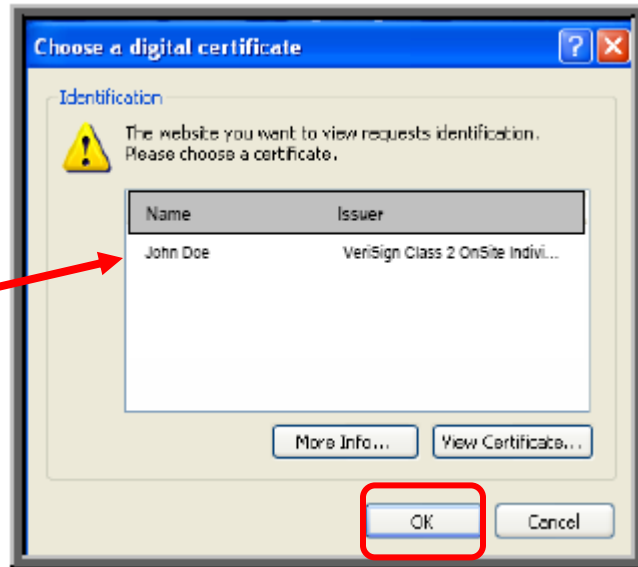 Choose a digital certificate
Identification
The website you want to view requests identification.
Please choose a certificate.
Name Issuer
John Doe VeriSign Class 2 OnSite Indivi...
More Info... View Certificate...
OK Cancel